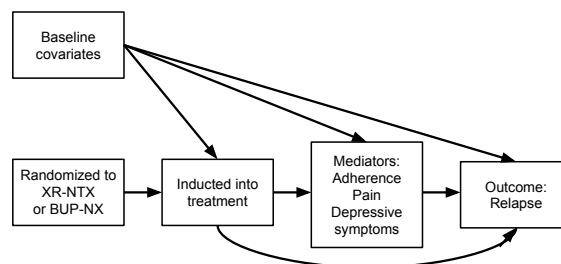 Baseline
covariates
Randomized to
XR-NTX
or BUP-NX
Inducted into
treatment
Mediators:
Adherence
Pain
Depressive
symptoms
Outcome:
Relapse